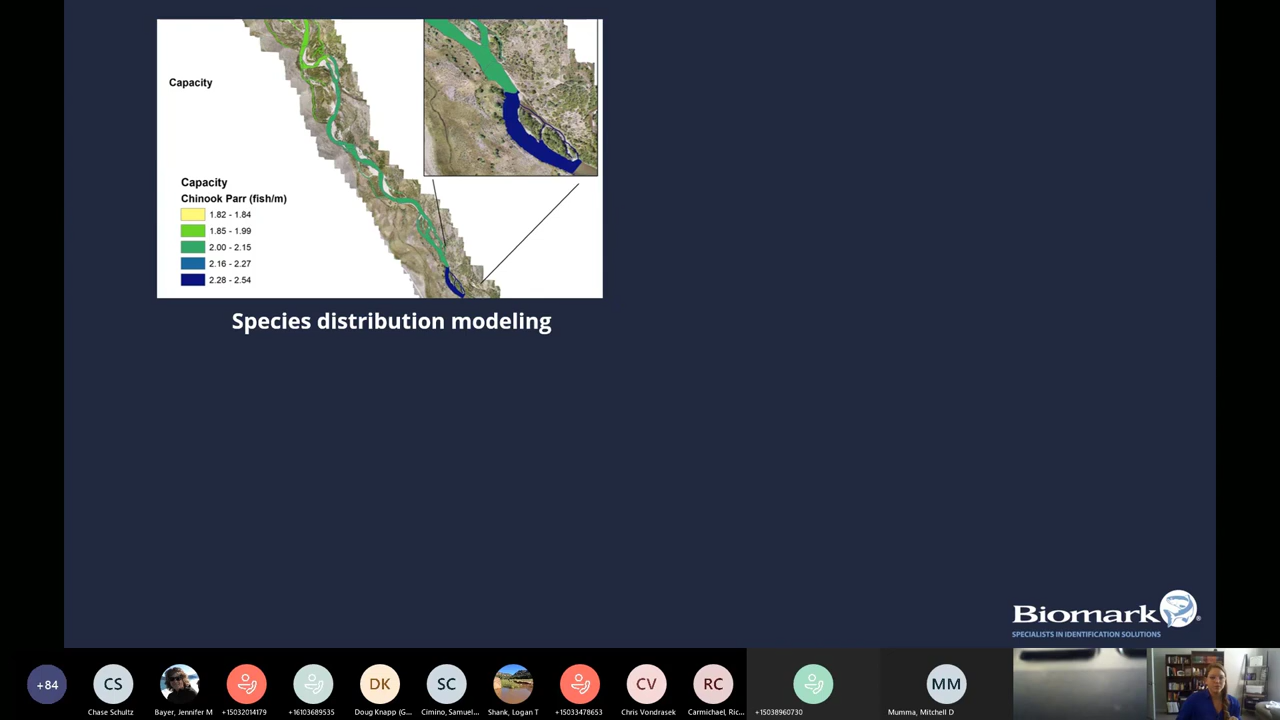 Capacity
Capacity
Chinook Parr (fish/m)
1.82 - 1.84
1.85 - 1.99
2.00 - 2.15
2.16 - 2.27
2.28 - 2.54
Species distribution modeling
Biomark®
SPECIALISTS IN IDENTIFICATION SOLUTIONS
+84
CS
DK
SC
CV
RC
MM
Chase Schultz
Bayer, Jennifer M
+15032014179
+16103689535
Doug Knapp (G...
Cimino, Samuel...
Shank, Logan T
+15033478653
Chris Vondrasek
Carmichael, Ric...
+15038960730
Mumma, Mitchell D